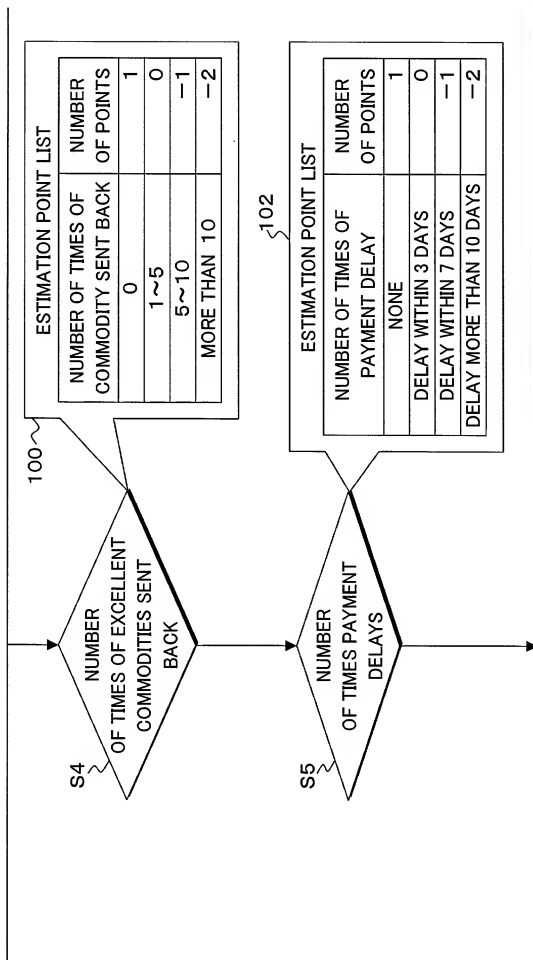 S4
NUMBER
OF TIMES OF EXCELLENT
COMMODITIES SENT
BACK
100
ESTIMATION POINT LIST
NUMBER OF TIMES OF COMMODITY SENT BACK
NUMBER OF POINTS
0 1
1~5 0
5~10 −1
MORE THAN 10 −2
S5
NUMBER
OF TIMES PAYMENT
DELAYS
102
ESTIMATION POINT LIST
NUMBER OF TIMES OF PAYMENT DELAY
NUMBER OF POINTS
NONE 1
DELAY WITHIN 3 DAYS 0
DELAY WITHIN 7 DAYS −1
DELAY MORE THAN 10 DAYS −2